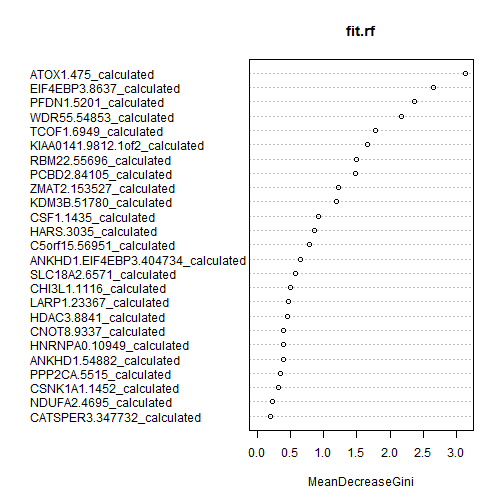 fit.rf
ATOX1.475_calculated
EIF4EBP3.8637_calculated
PFDN1.5201_calculated
WDR55.54853_calculated
TCOF1.6949_calculated
KIAA0141.9812.1of2_calculated
RBM22.55696_calculated
PCBD2.84105_calculated
ZMAT2.153527_calculated
KDM3B.51780_calculated
CSF1.1435_calculated
HARS.3035_calculated
C5orf15.56951_calculated
ANKHD1.EIF4EBP3.404734_calculated
SLC18A2.6571_calculated
CHI3L1.1116_calculated
LARP1.23367_calculated
HDAC3.8841_calculated
CNOT8.9337_calculated
HNRNPA0.10949_calculated
ANKHD1.54882_calculated
PPP2CA.5515_calculated
CSNK1A1.1452_calculated
NDUFA2.4695_calculated
CATSPER3.347732_calculated
0.0 0.5 1.0 1.5 2.0 2.5 3.0
MeanDecreaseGini